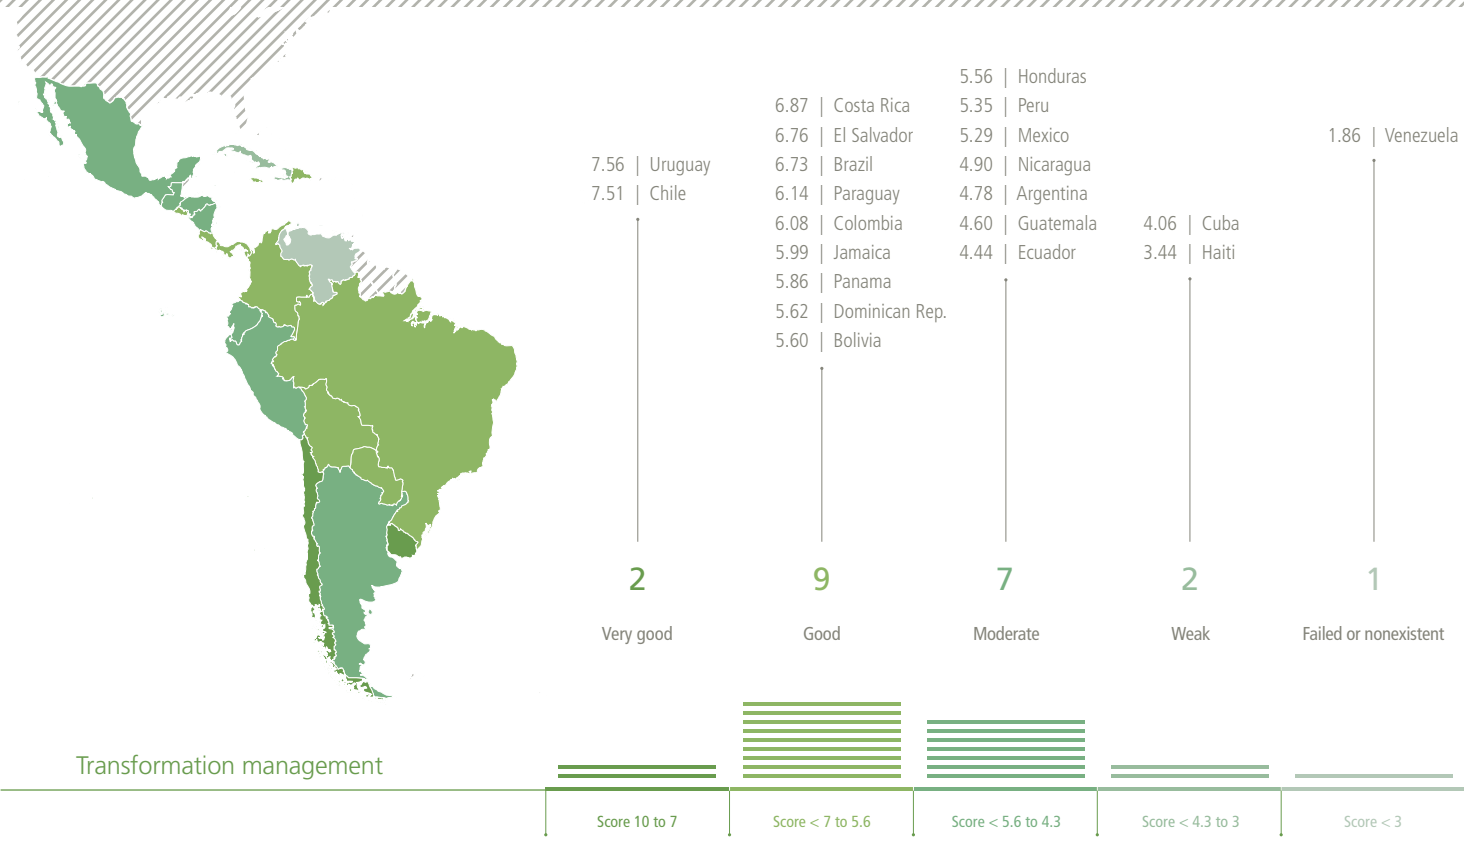 7.56 | Uruguay
7.51 | Chile
6.87 | Costa Rica
6.76 | El Salvador
6.73 | Brazil
6.14 | Paraguay
6.08 | Colombia
5.99 | Jamaica
5.86 | Panama
5.62 | Dominican Rep.
5.60 | Bolivia
5.56 | Honduras
5.35 | Peru
5.29 | Mexico
4.90 | Nicaragua
4.78 | Argentina
4.60 | Guatemala
4.44 | Ecuador
4.06 | Cuba
3.44 | Haiti
1.86 | Venezuela
2
9
7
2
1
Very good
Good
Moderate
Weak
Failed or nonexistent
Transformation management
Score 10 to 7
Score < 7 to 5.6
Score < 5.6 to 4.3
Score < 4.3 to 3
Score < 3